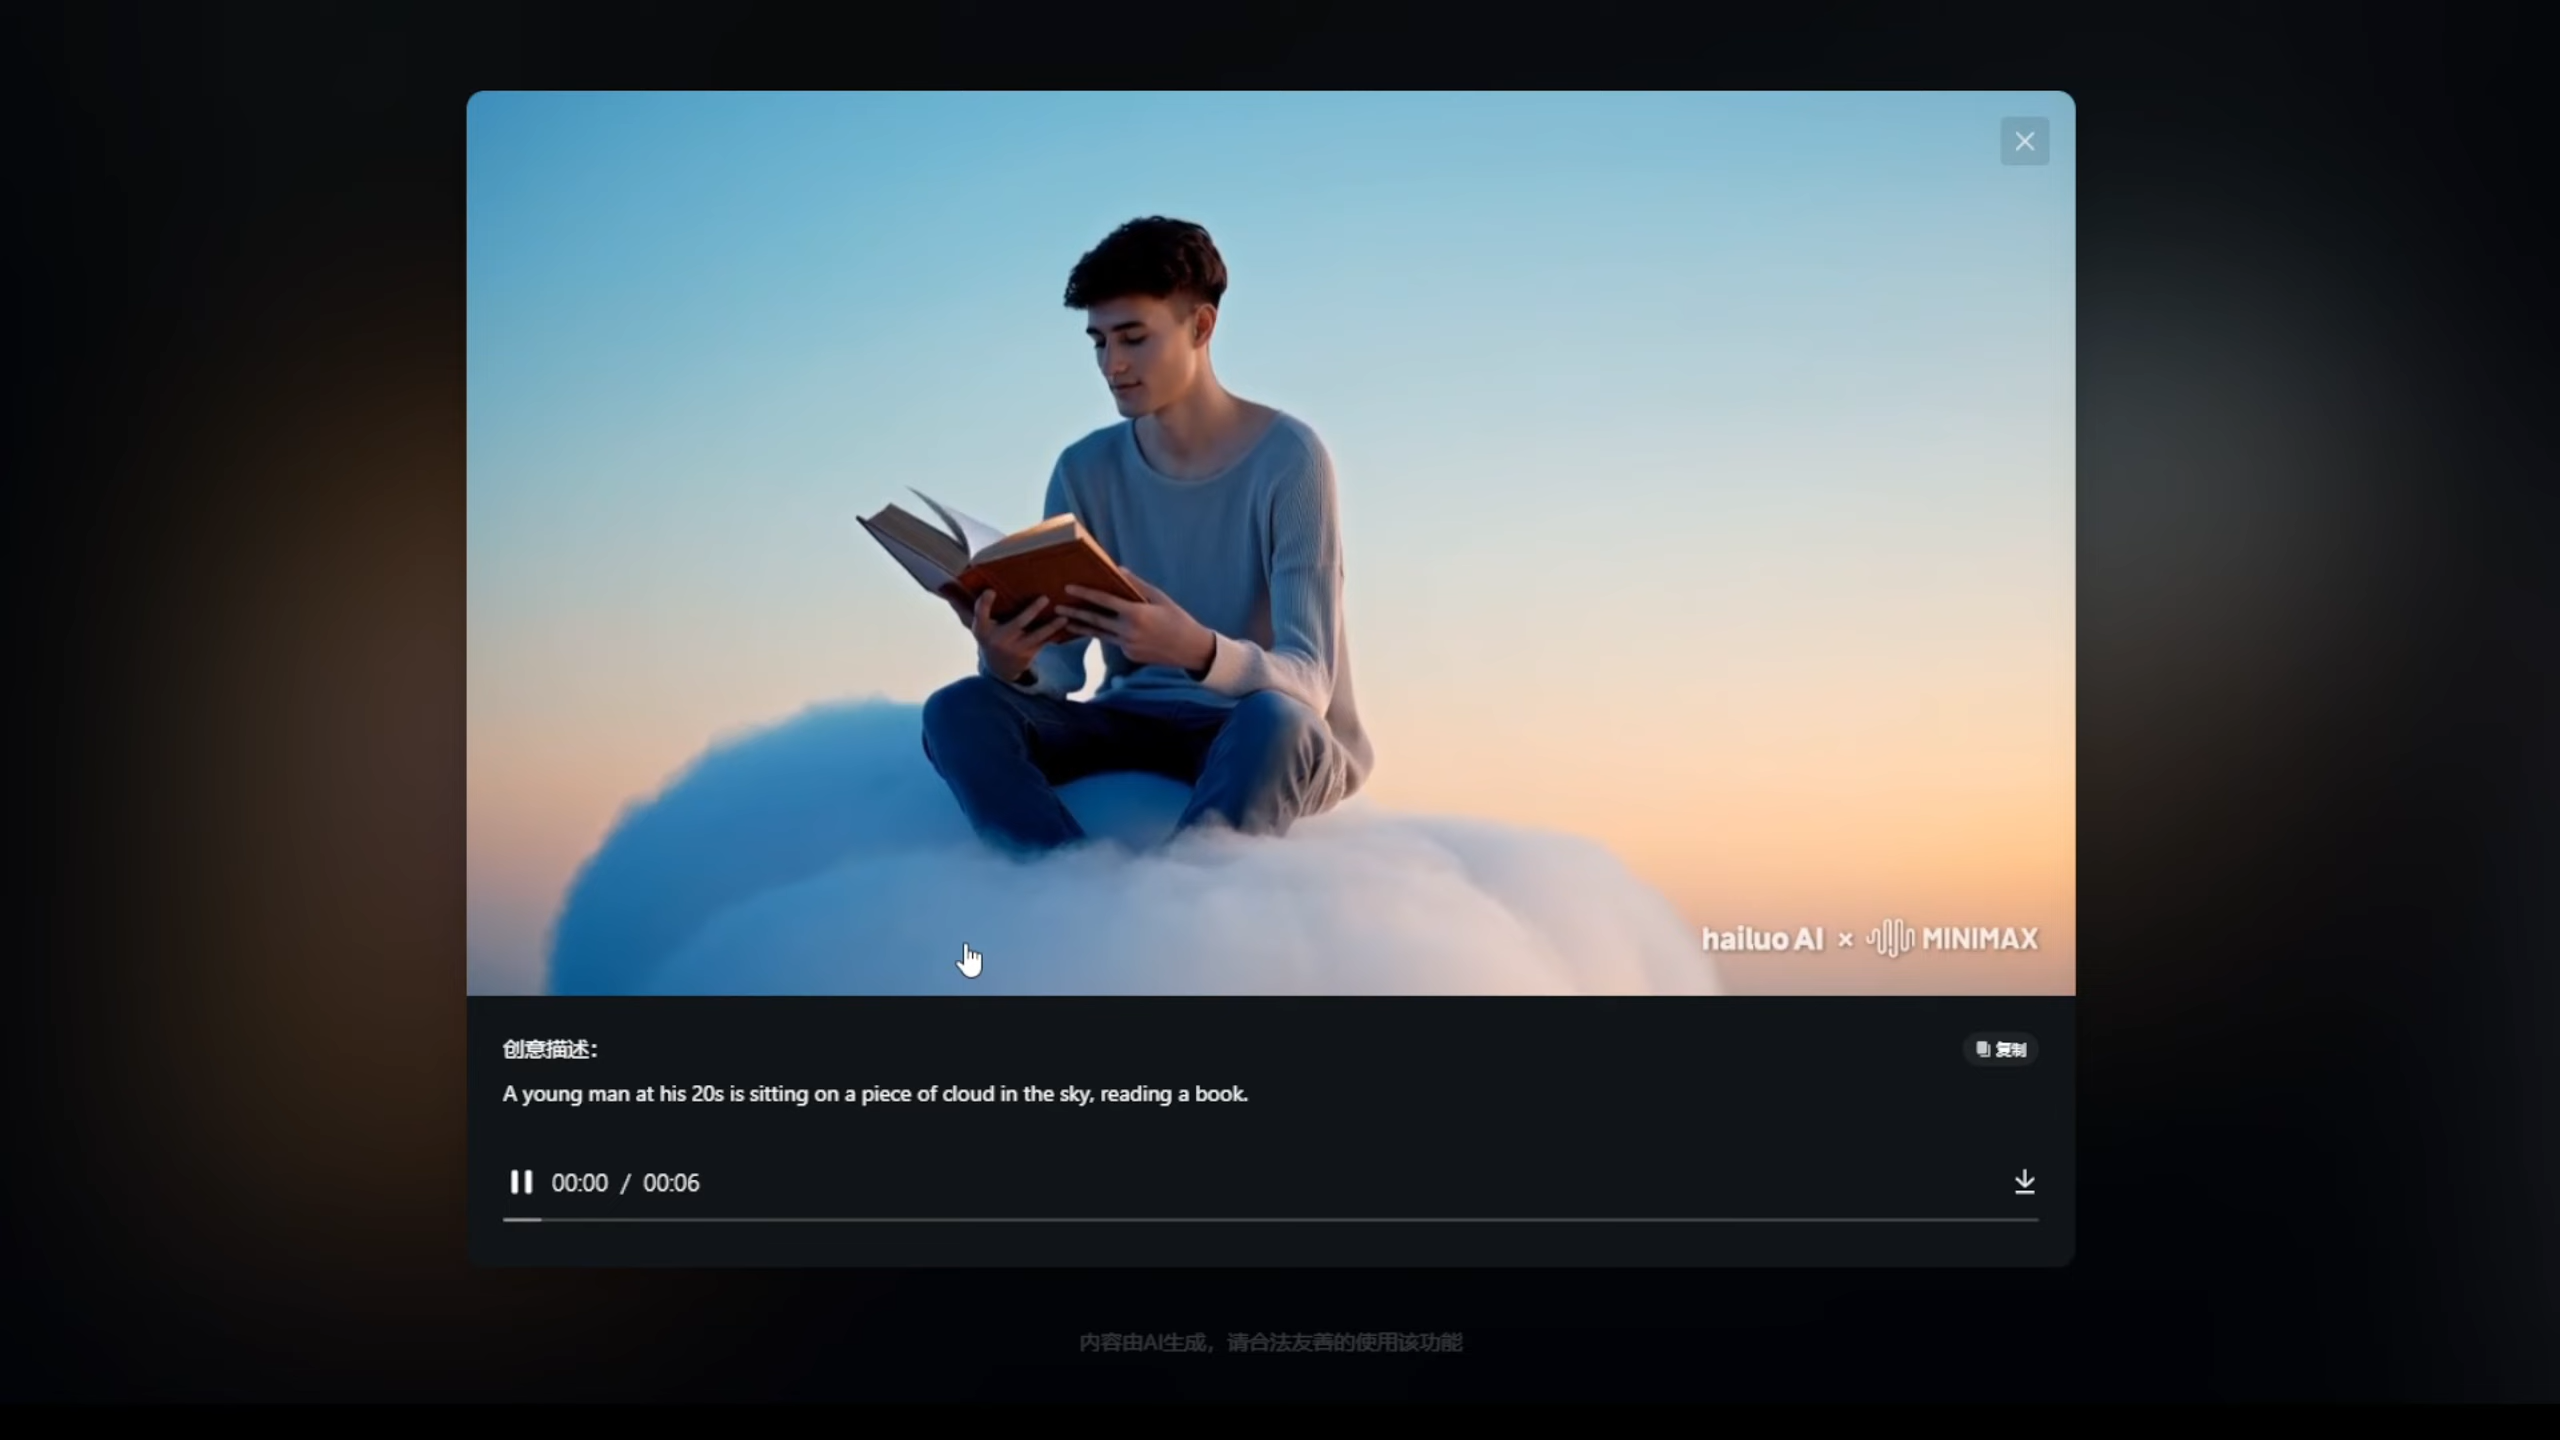 hailuo AI × MINIMAX
创意描述：
复制
A young man at his 20s is sitting on a piece of cloud in the sky, reading a book.
00:00 / 00:06
内容由AI生成，请合法友善的使用该功能